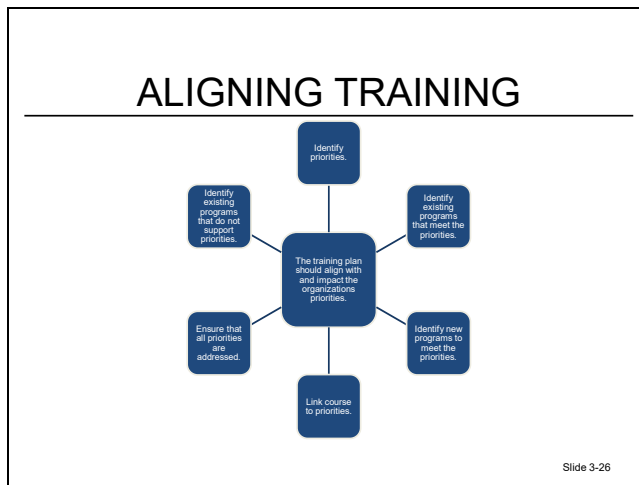 ALIGNING TRAINING
Identify
priorities.
Identify
existing
programs
that meet the
priorities.
Identify new
programs to
meet the
priorities.
Link course
to priorities.
Ensure that
all priorities
are
addressed.
Identify
existing
programs
that do not
support
priorities.
The training plan
should align with
and impact the
organizations
priorities.
Slide 3-26